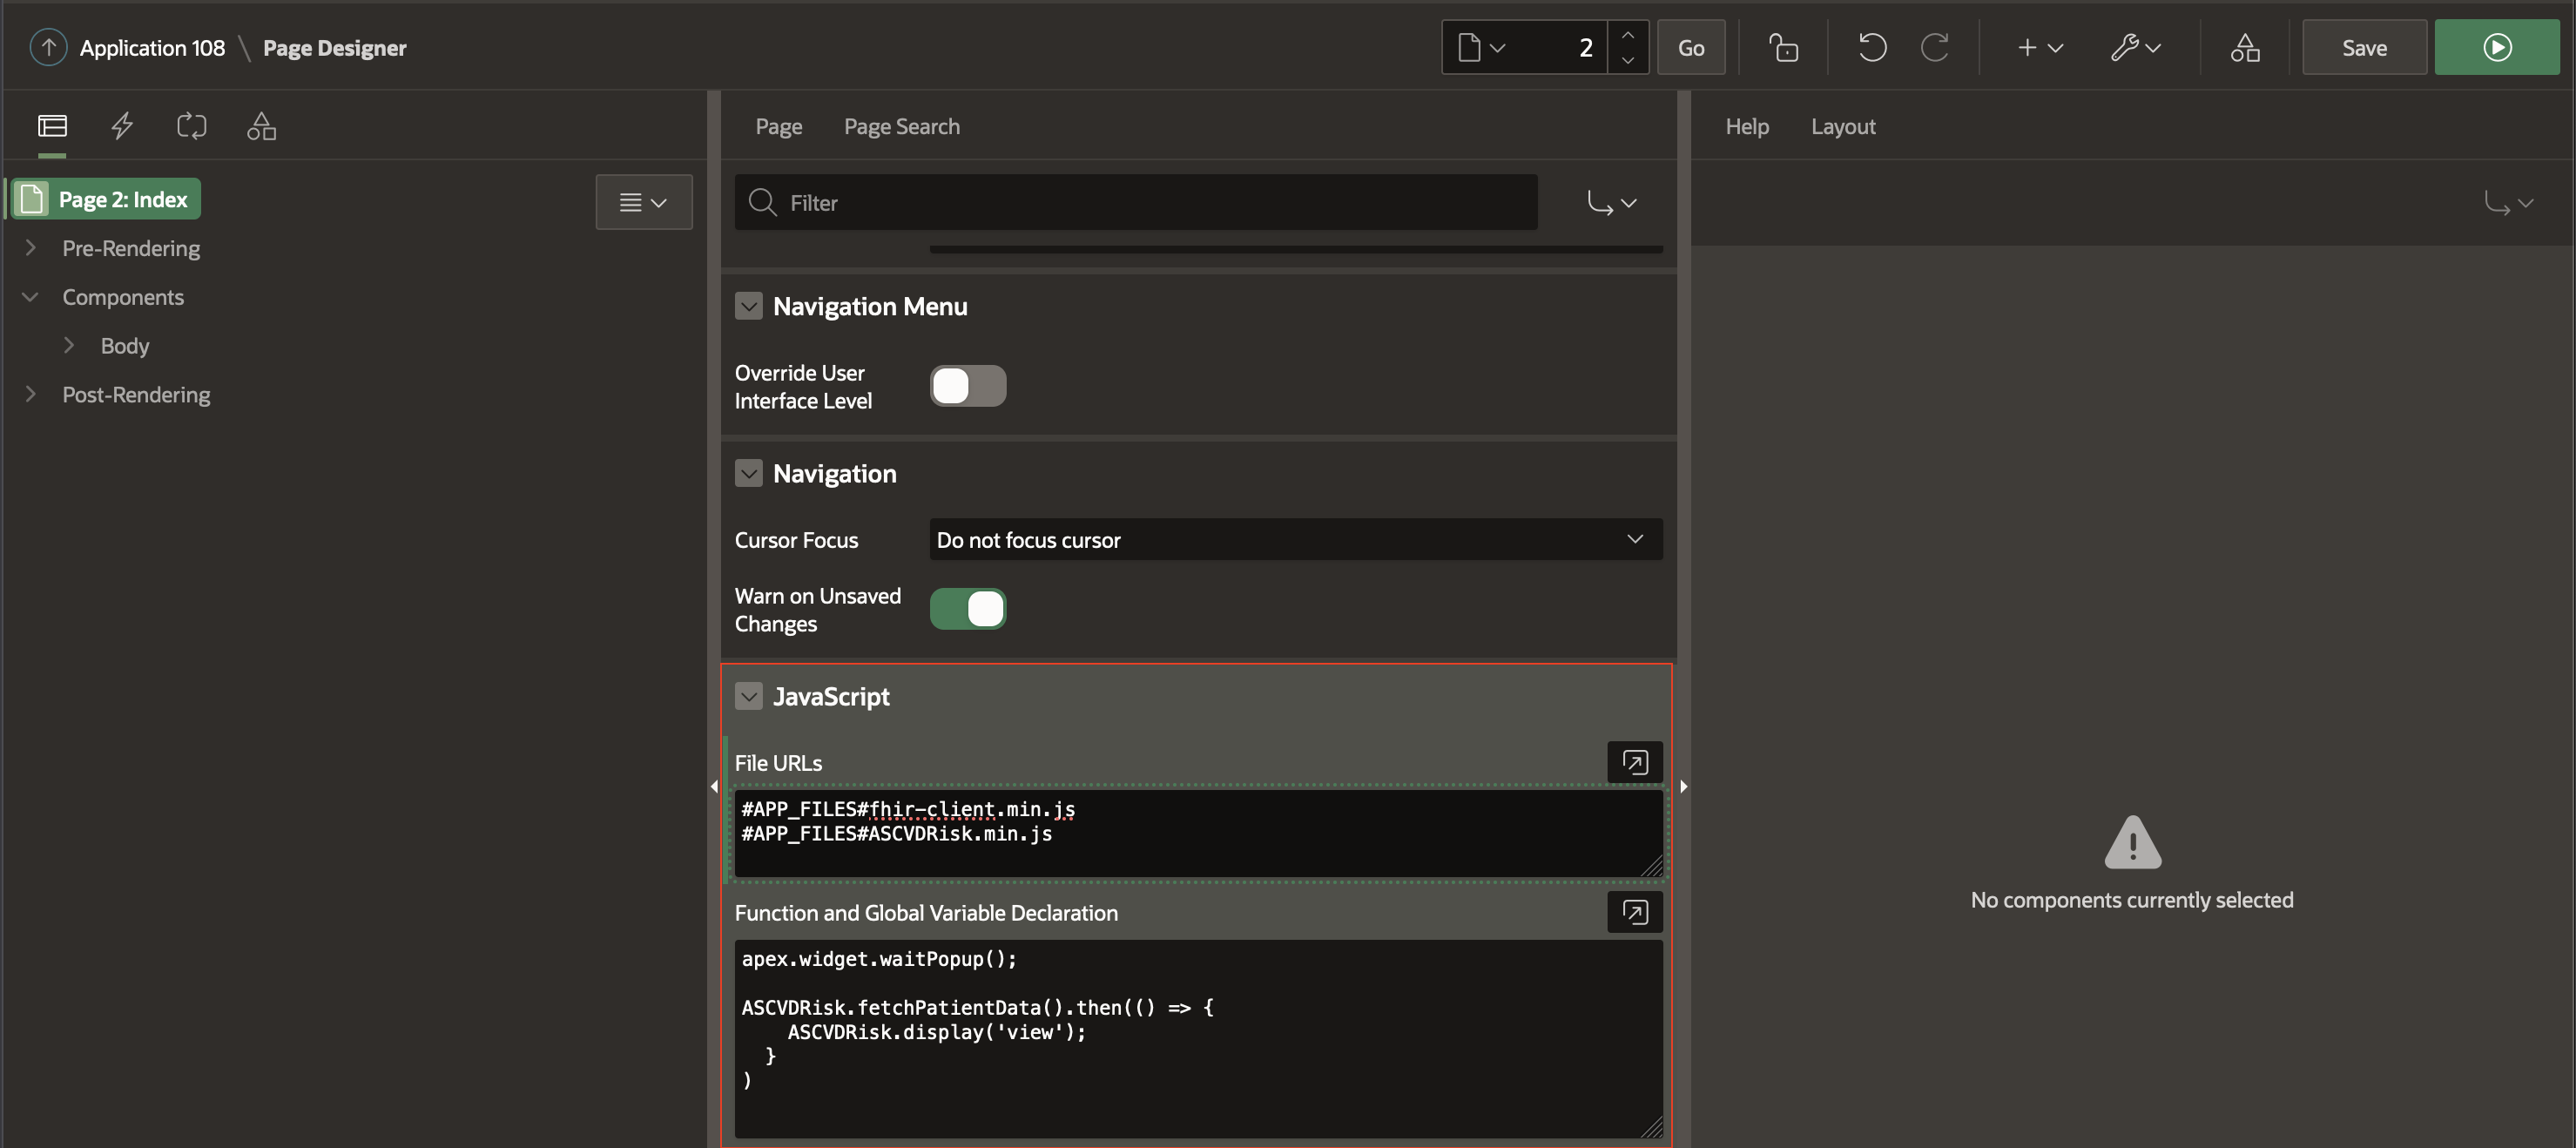 Application 108 \ Page Designer
2
Go
Save
Page 2: Index
Pre-Rendering
Components
Body
Post-Rendering
Page
Page Search
Filter
Navigation Menu
Override User
Interface Level
Navigation
Cursor Focus
Do not focus cursor
Warn on Unsaved
Changes
JavaScript
File URLs
#APP_FILES#fhir-client.min.js
#APP_FILES#ASCVDRisk.min.js
Function and Global Variable Declaration
apex.widget.waitPopup();
ASCVDRisk.fetchPatientData().then(() => {
    ASCVDRisk.display('view');
  }
)
Help
Layout
No components currently selected